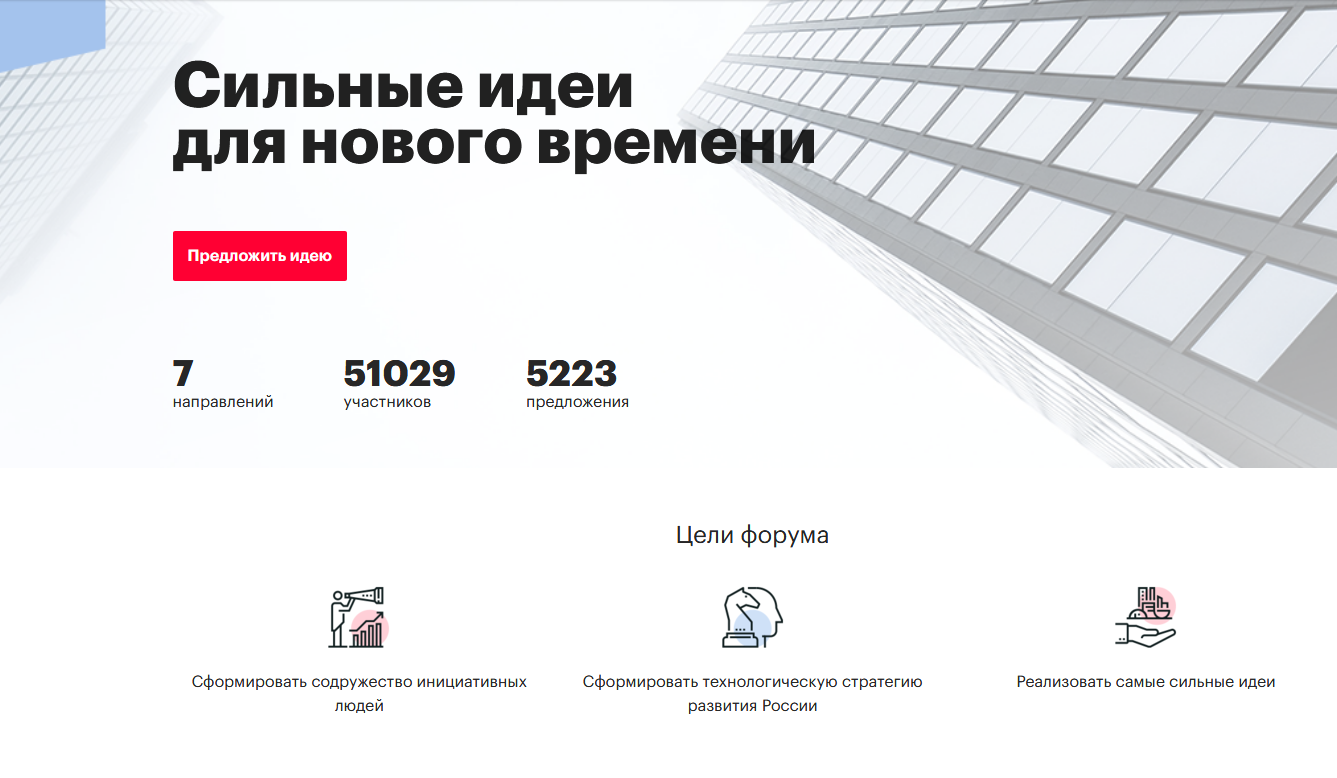 Сильные идеи
для нового времени
Предложить идею
7
направлений
51029
участников
5223
предложения
Цели форума
Сформировать содружество инициативных
людей
Сформировать технологическую стратегию
развития России
Реализовать самые сильные идеи